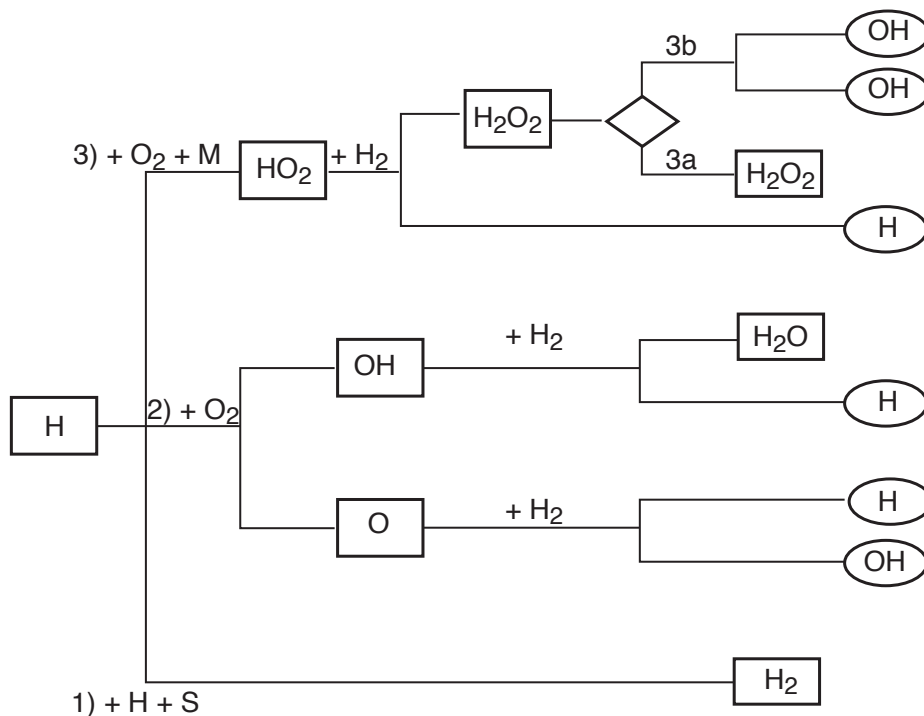 OH
3b
OH
H₂O₂
3) + O₂ + M
HO₂
+ H₂
3a
H₂O₂
H
+ H₂
H₂O
OH
2) + O₂
H
H
H
O
+ H₂
OH
H₂
1) + H + S